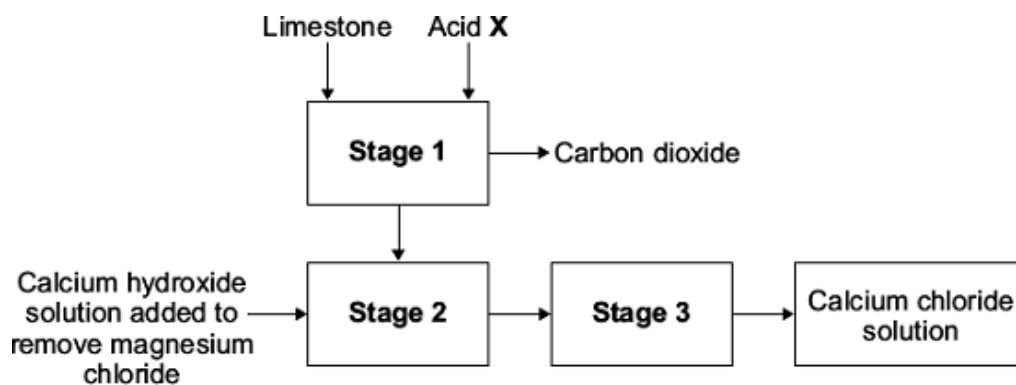 Limestone
Acid X
Stage 1
Carbon dioxide
Calcium hydroxide
solution added to
remove magnesium
chloride
Stage 2
Stage 3
Calcium chloride
solution